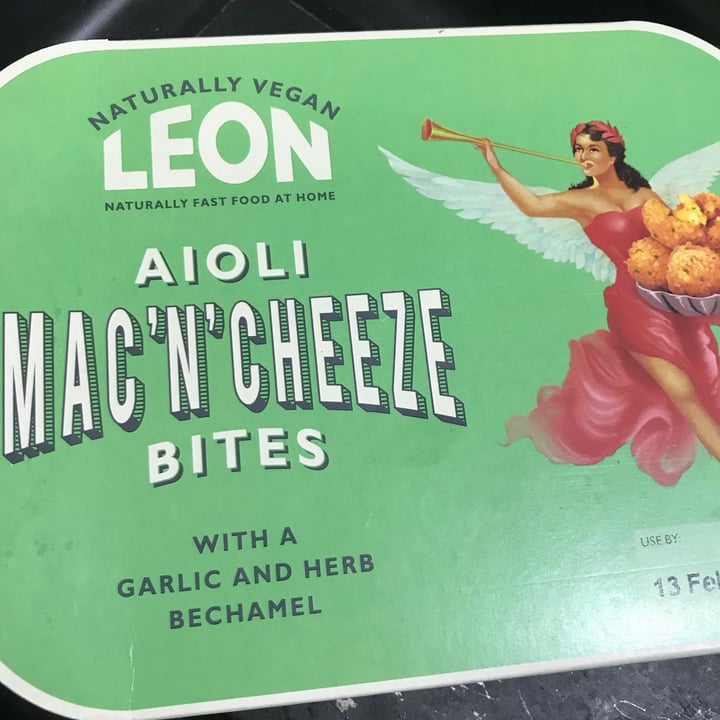 NATURALLY VEGAN
LEON
NATURALLY FAST FOOD AT HOME
AIOLI
MAC'N'CHEEZE
BITES
WITH A
GARLIC AND HERB
BECHAMEL
USE BY:
13 Fe